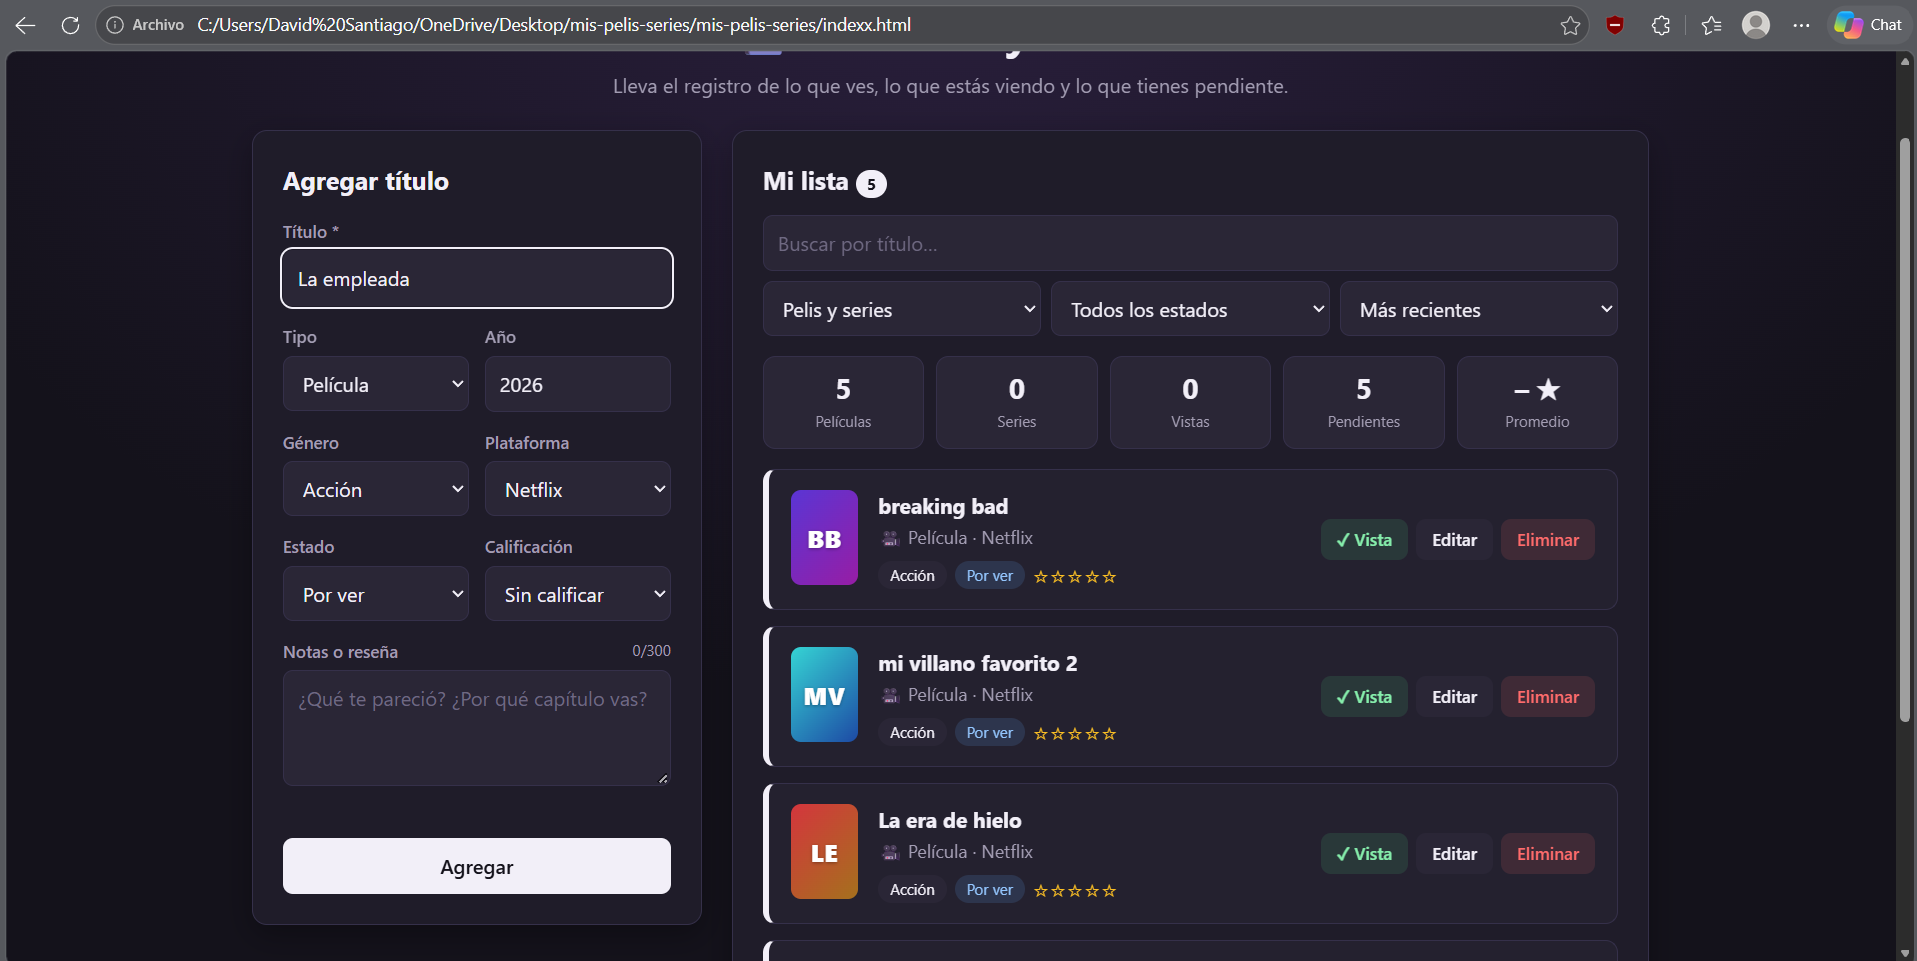 Archivo C:/Users/David%20Santiago/OneDrive/Desktop/mis-pelis-series/mis-pelis-series/indexx.html
Chat
Lleva el registro de lo que ves, lo que estás viendo y lo que tienes pendiente.
Agregar título
Título *
La empleada
Tipo Año
Película 2026
Género Plataforma
Acción Netflix
Estado Calificación
Por ver Sin calificar
Notas o reseña 0/300
¿Qué te pareció? ¿Por qué capítulo vas?
Agregar
Mi lista 5
Buscar por título...
Pelis y series Todos los estados Más recientes
5 0 0 5 – ★
Películas Series Vistas Pendientes Promedio
BB
breaking bad
Película · Netflix
Acción Por ver ☆☆☆☆☆
✓ Vista Editar Eliminar
MV
mi villano favorito 2
Película · Netflix
Acción Por ver ☆☆☆☆☆
✓ Vista Editar Eliminar
LE
La era de hielo
Película · Netflix
Acción Por ver ☆☆☆☆☆
✓ Vista Editar Eliminar